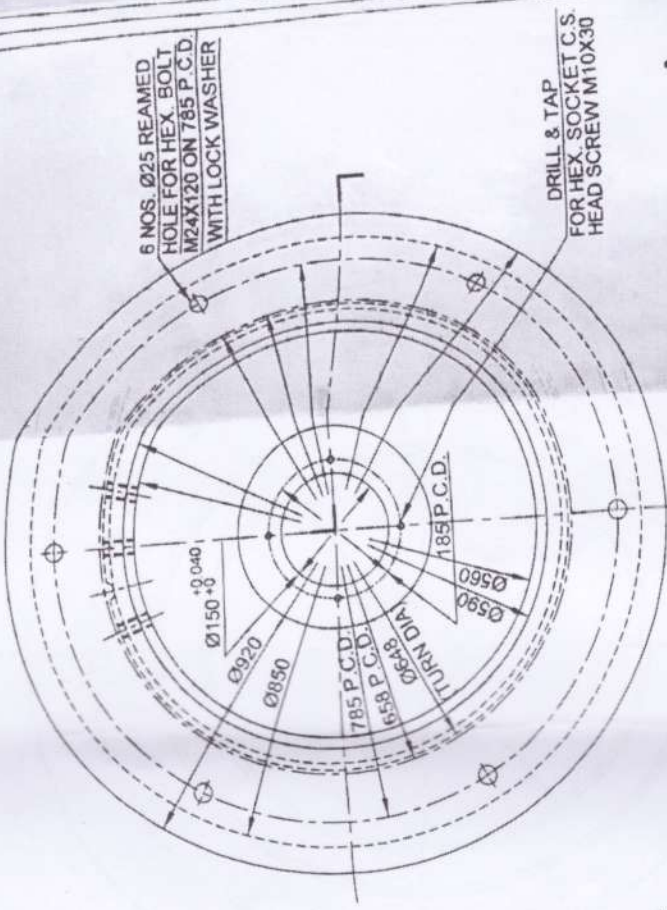 6 NOS. Ø25 REAMED
HOLE FOR HEX. BOLT
M24X120 ON 785 P.C.D.
WITH LOCK WASHER
DRILL & TAP
FOR HEX. SOCKET C.S.
HEAD SCREW M10X30
Ø150 +0.040 +0
Ø920
Ø850
785 P.C.D.
658 P.C.D.
Ø648
(TURN DIA)
185 P.C.D.
Ø590
Ø560